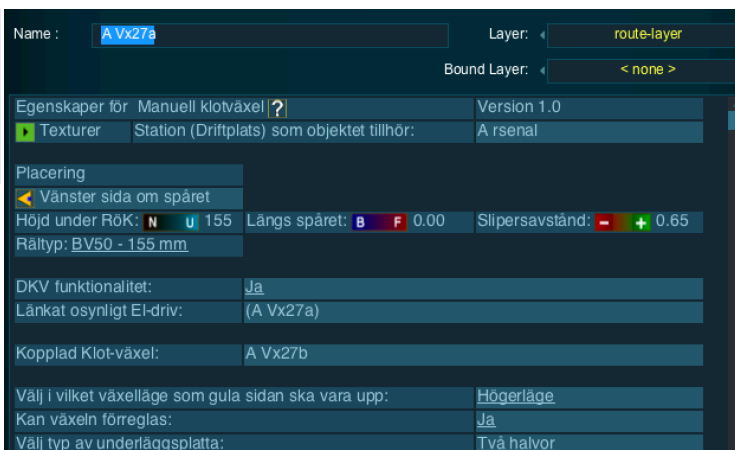 Name : A Vx27a Layer: route-layer
Bound Layer: < none >
Egenskaper för Manuell klotväxel ? Version 1.0
Texturer Station (Driftplats) som objektet tillhör: A rsenal
Placering
Vänster sida om spåret
Höjd under RöK: N U 155 Längs spåret: B F 0.00 Slipersavstånd: - + 0.65
Rältyp: BV50 - 155 mm
DKV funktionalitet: Ja
Länkat osynligt El-driv: (A Vx27a)
Kopplad Klot-växel: A Vx27b
Välj i vilket växelläge som gula sidan ska vara upp: Högerläge
Kan växeln förreglas: Ja
Välj typ av underläggsplatta: Två halvor